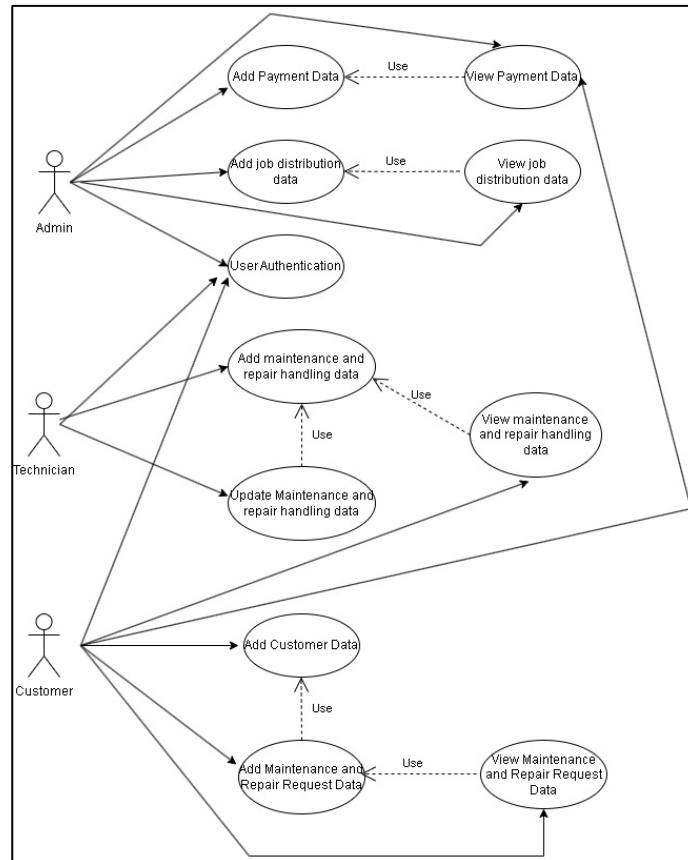 Use
Add Payment Data
View Payment Data
Add job distribution
data
Use
View job
distribution data
Admin
User Authentication
Add maintenance and
repair handling data
Use
View maintenance
and repair handling
data
Use
Technician
Update Maintenance and
repair handling data
Add Customer Data
Customer
Use
Add Maintenance and
Repair Request Data
Use
View Maintenance
and Repair Request
Data